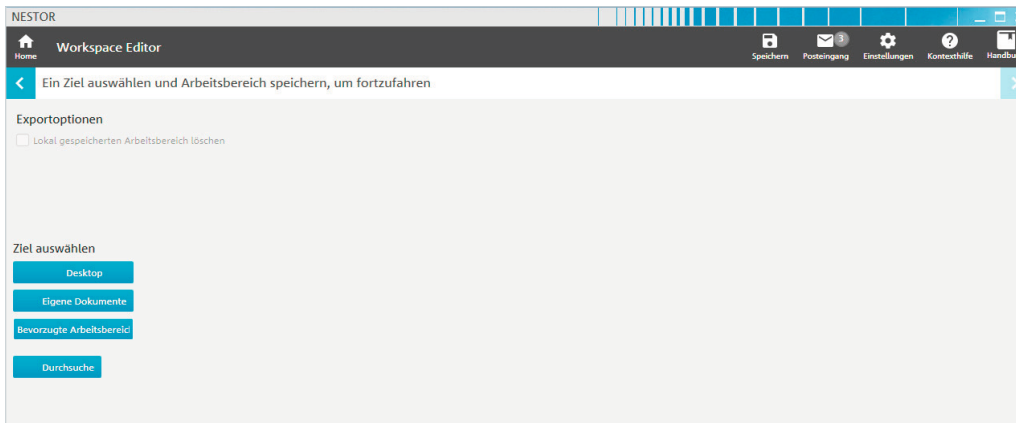 NESTOR
Home
Workspace Editor
Speichern
Posteingang
3
Einstellungen
Kontexthilfe
Handbu
Ein Ziel auswählen und Arbeitsbereich speichern, um fortzufahren
Exportoptionen
Lokal gespeicherten Arbeitsbereich löschen
Ziel auswählen
Desktop
Eigene Dokumente
Bevorzugte Arbeitsbereic
Durchsuche